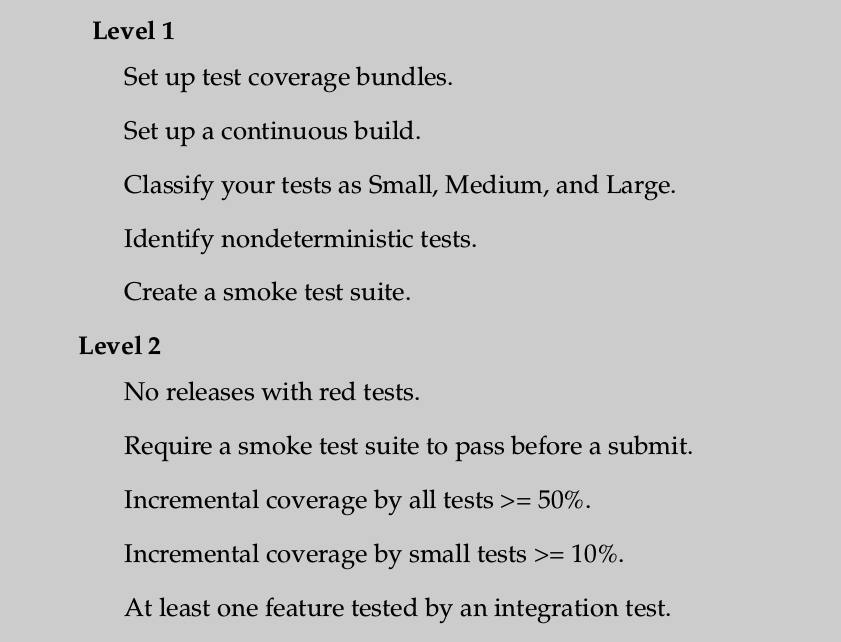 Level 1
Set up test coverage bundles.
Set up a continuous build.
Classify your tests as Small, Medium, and Large.
Identify nondeterministic tests.
Create a smoke test suite.
Level 2
No releases with red tests.
Require a smoke test suite to pass before a submit.
Incremental coverage by all tests >= 50%.
Incremental coverage by small tests >= 10%.
At least one feature tested by an integration test.